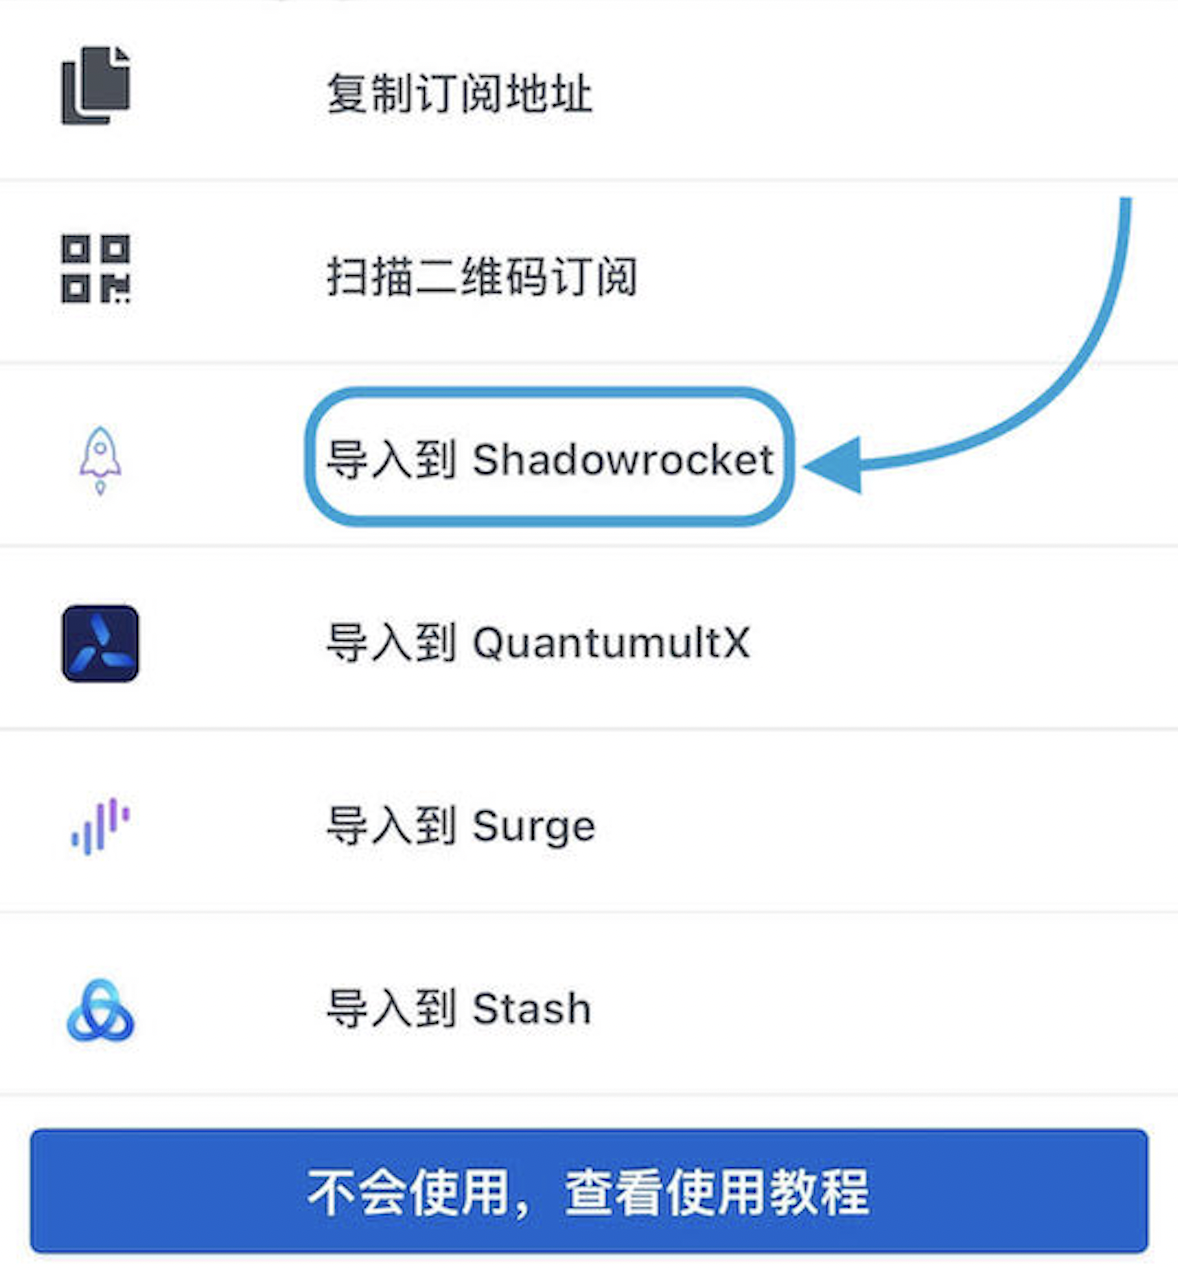 复制订阅地址
扫描二维码订阅
导入到 Shadowrocket
导入到 QuantumultX
导入到 Surge
导入到 Stash
不会使用，查看使用教程